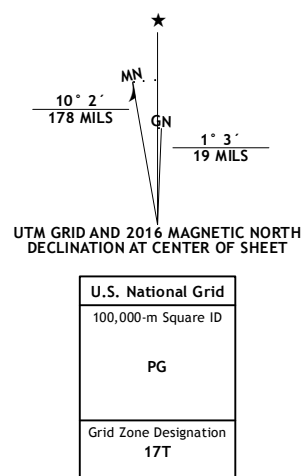 ★
MN
10° 2´
178 MILS
GN
1° 3´
19 MILS
UTM GRID AND 2016 MAGNETIC NORTH
DECLINATION AT CENTER OF SHEET
U.S. National Grid
100,000-m Square ID
PG
Grid Zone Designation
17T